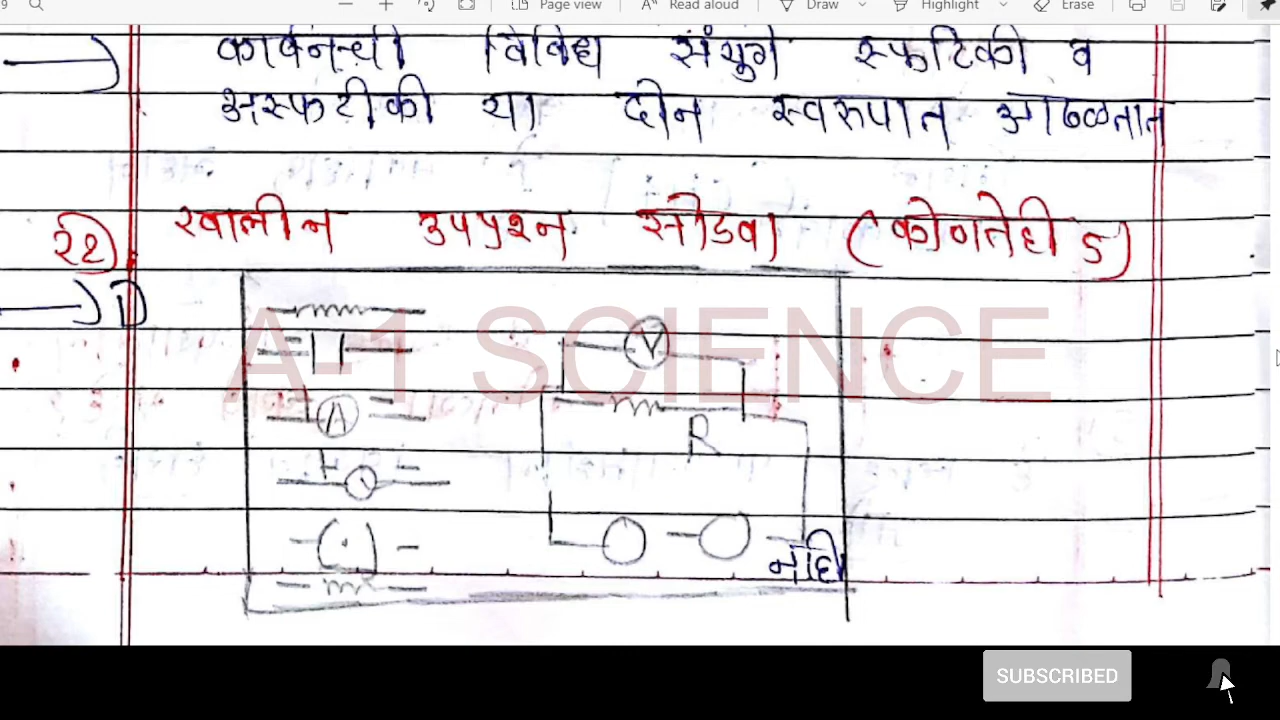 Page view Read aloud Draw Highlight Erase
कार्बनची विविध संयुगे स्फटिकी व
अस्फटीकी या दोन स्वरुपात आढळतात
२१) खालील उपप्रश्न सोडवा (कोणतेही 5)
1)
A-1 SCIENCE
V
A
R
+ -
नाही
SUBSCRIBED